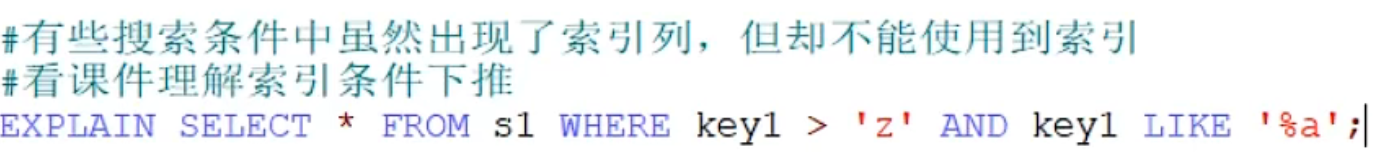 #有些搜索条件中虽然出现了索引列，但却不能使用到索引
#看课件理解索引条件下推
EXPLAIN SELECT * FROM s1 WHERE key1 > 'z' AND key1 LIKE '%a';